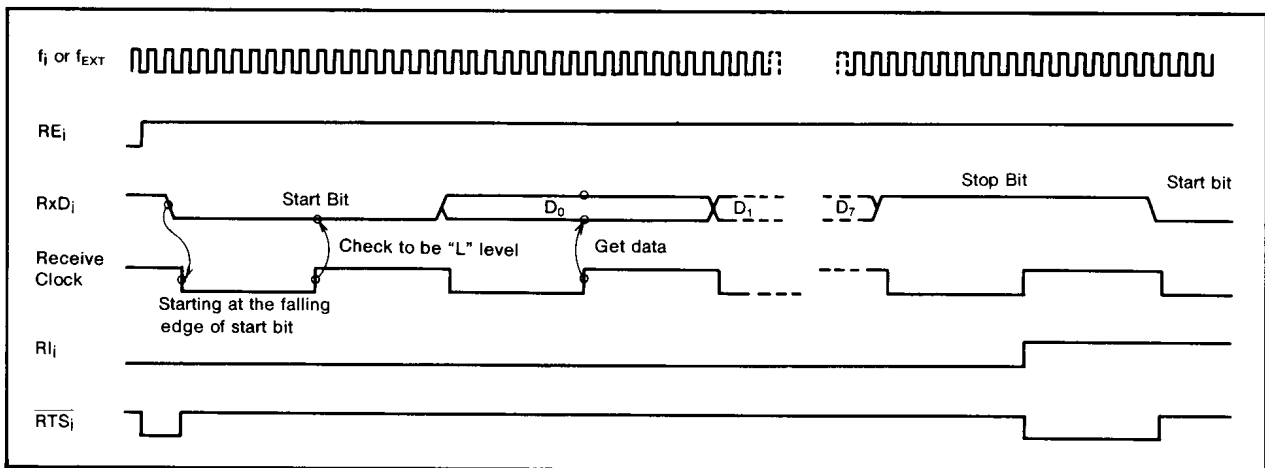 fi or fEXT
REi
RxDi
Start Bit
D0
D1
D7
Stop Bit
Start bit
Check to be "L" level
Get data
Receive
Clock
Starting at the falling
edge of start bit
RIi
RTSi